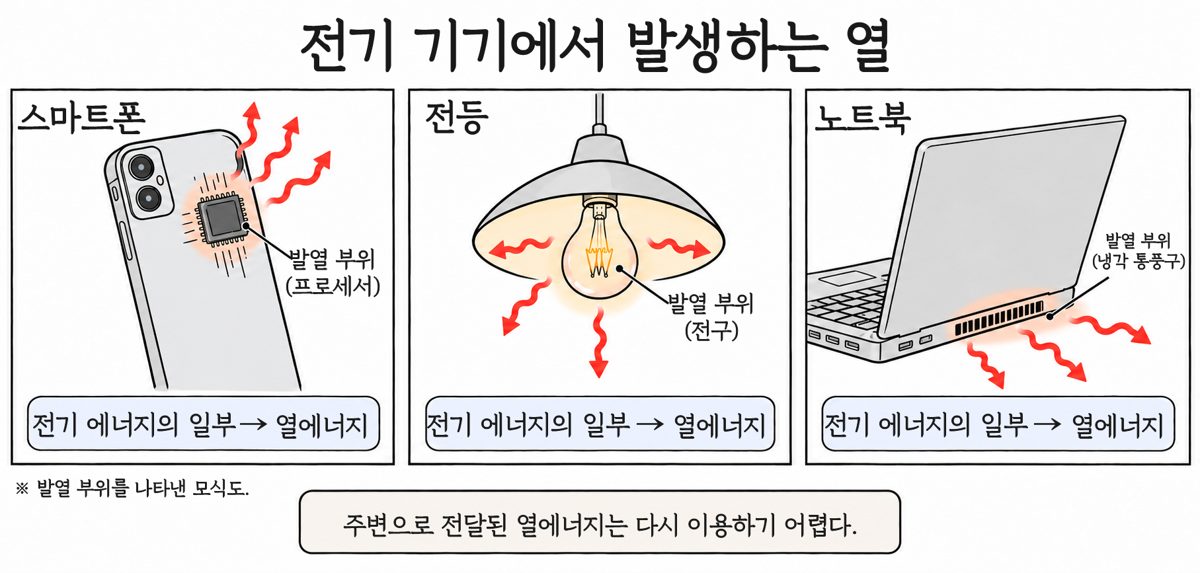 전기 기기에서 발생하는 열
스마트폰
발열 부위
(프로세서)
전기 에너지의 일부 → 열에너지
전등
발열 부위
(전구)
전기 에너지의 일부 → 열에너지
노트북
발열 부위
(냉각 통풍구)
전기 에너지의 일부 → 열에너지
※ 발열 부위를 나타낸 모식도.
주변으로 전달된 열에너지는 다시 이용하기 어렵다.